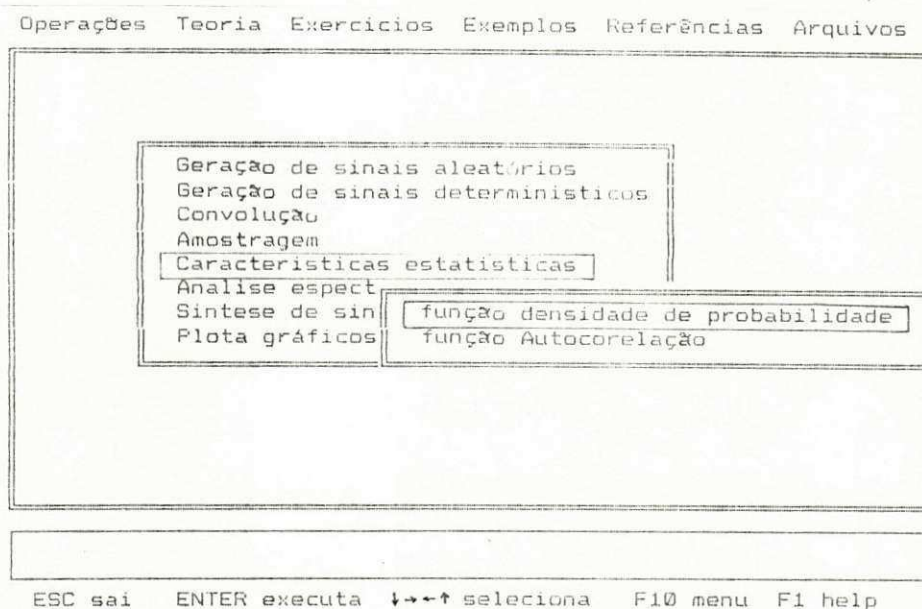 Operações Teoria Exercicios Exemplos Referências Arquivos
Geração de sinais aleatórios
Geração de sinais deterministicos
Convolução
Amostragem
Caracteristicas estatisticas
Analise espect
Sintese de sin
função densidade de probabilidade
Plota gráficos
função Autocorelação
ESC sai ENTER executa ↓→←↑ seleciona F10 menu F1 help